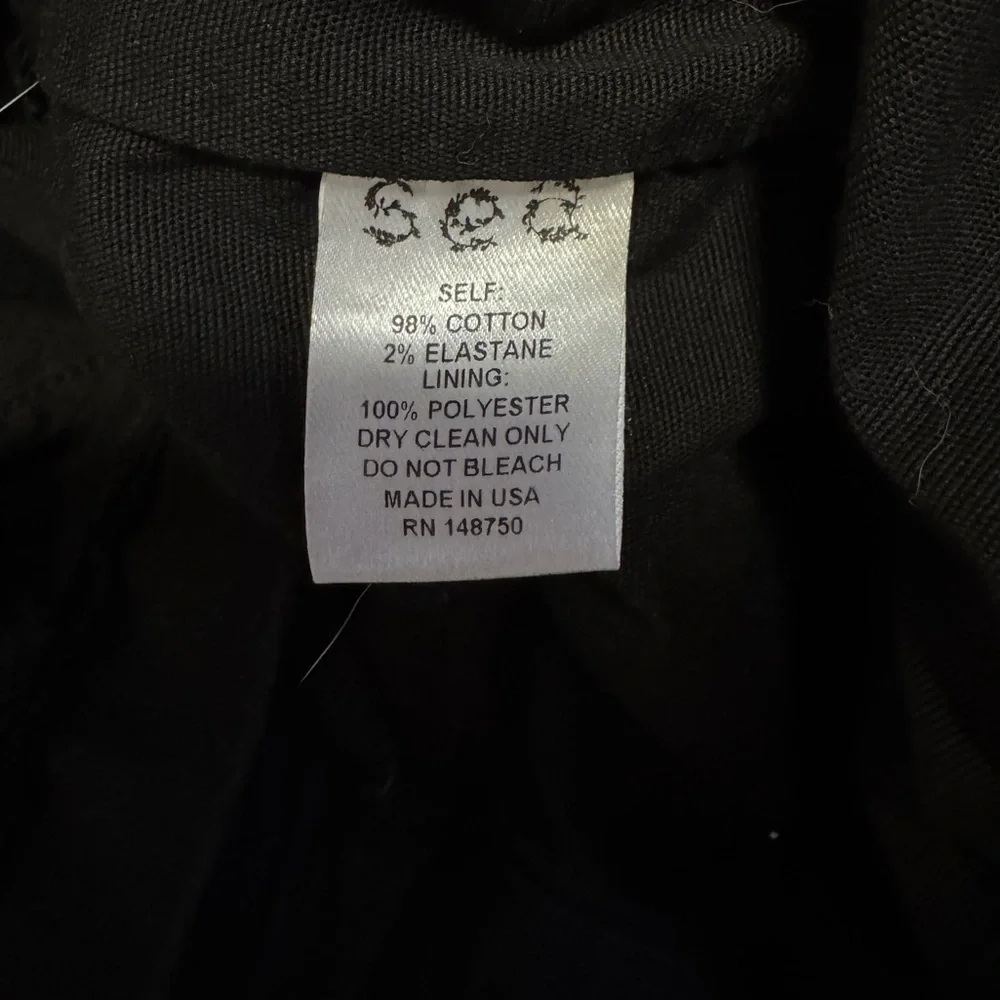 Sea
SELF:
98% COTTON
2% ELASTANE
LINING:
100% POLYESTER
DRY CLEAN ONLY
DO NOT BLEACH
MADE IN USA
RN 148750